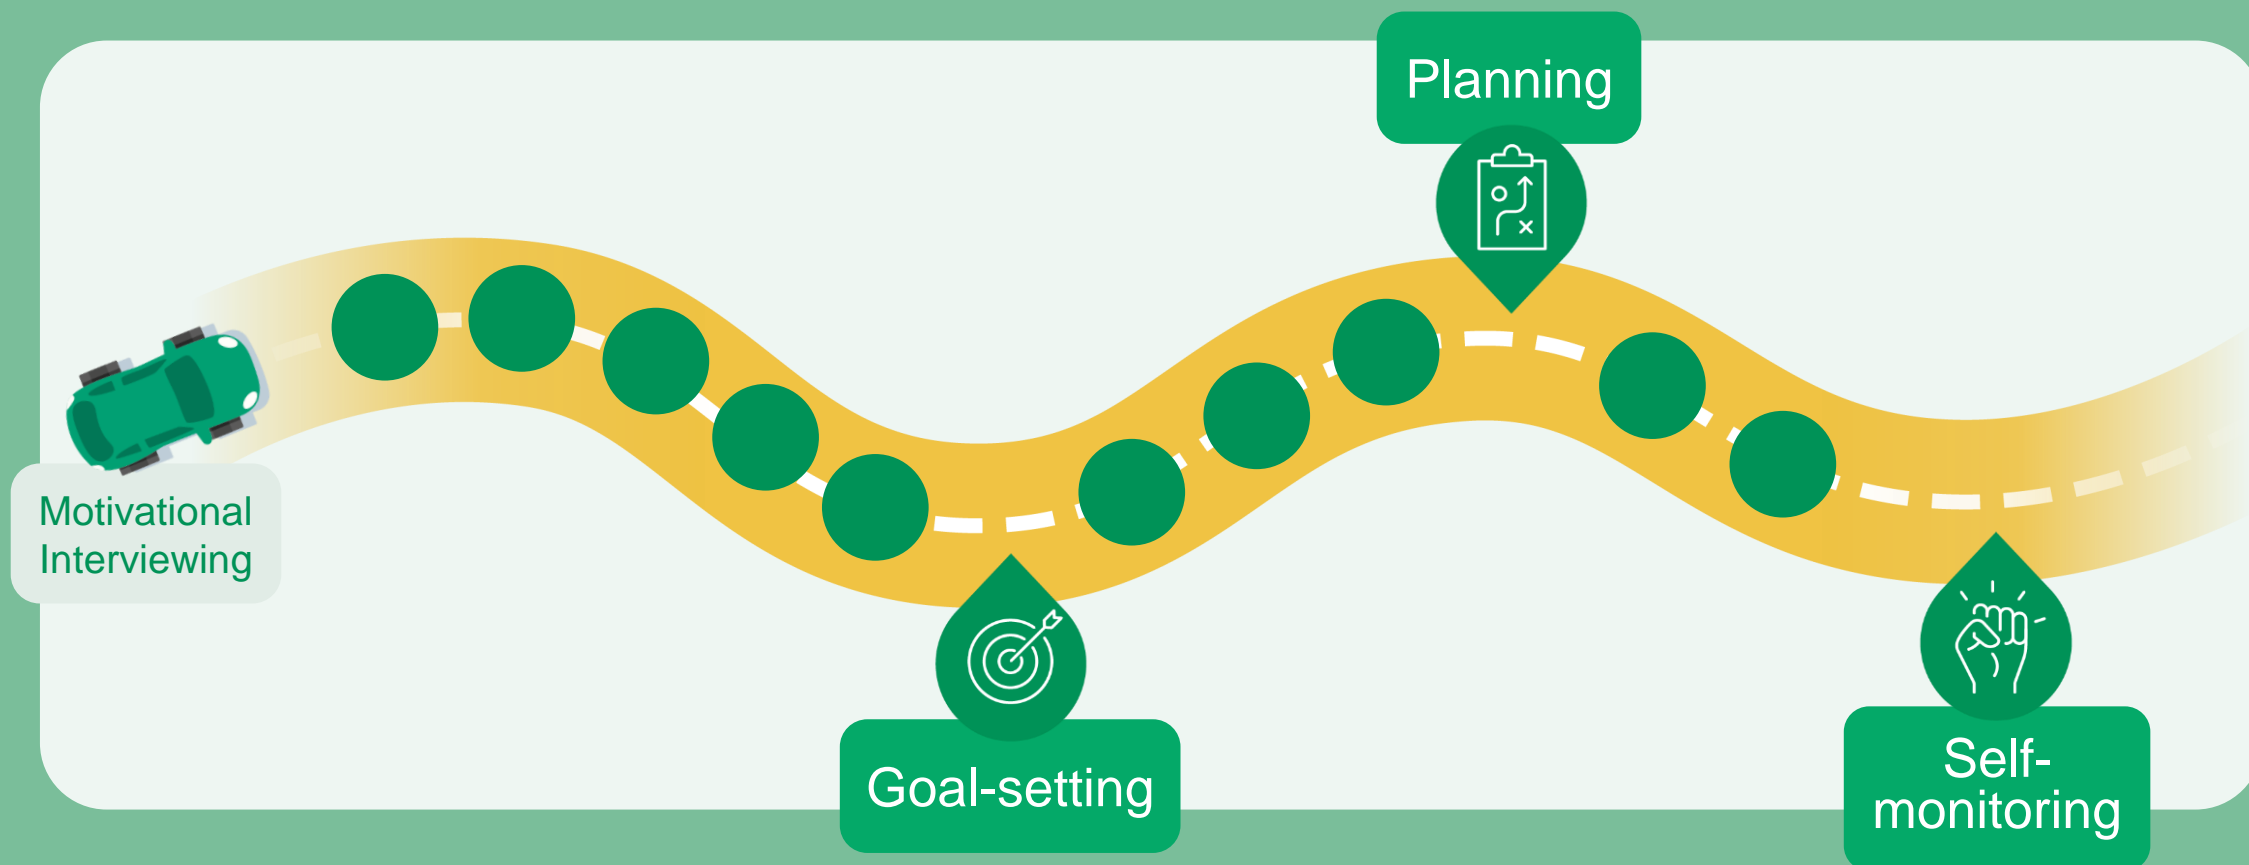 Planning
Motivational
Interviewing
Goal-setting
Self-
monitoring